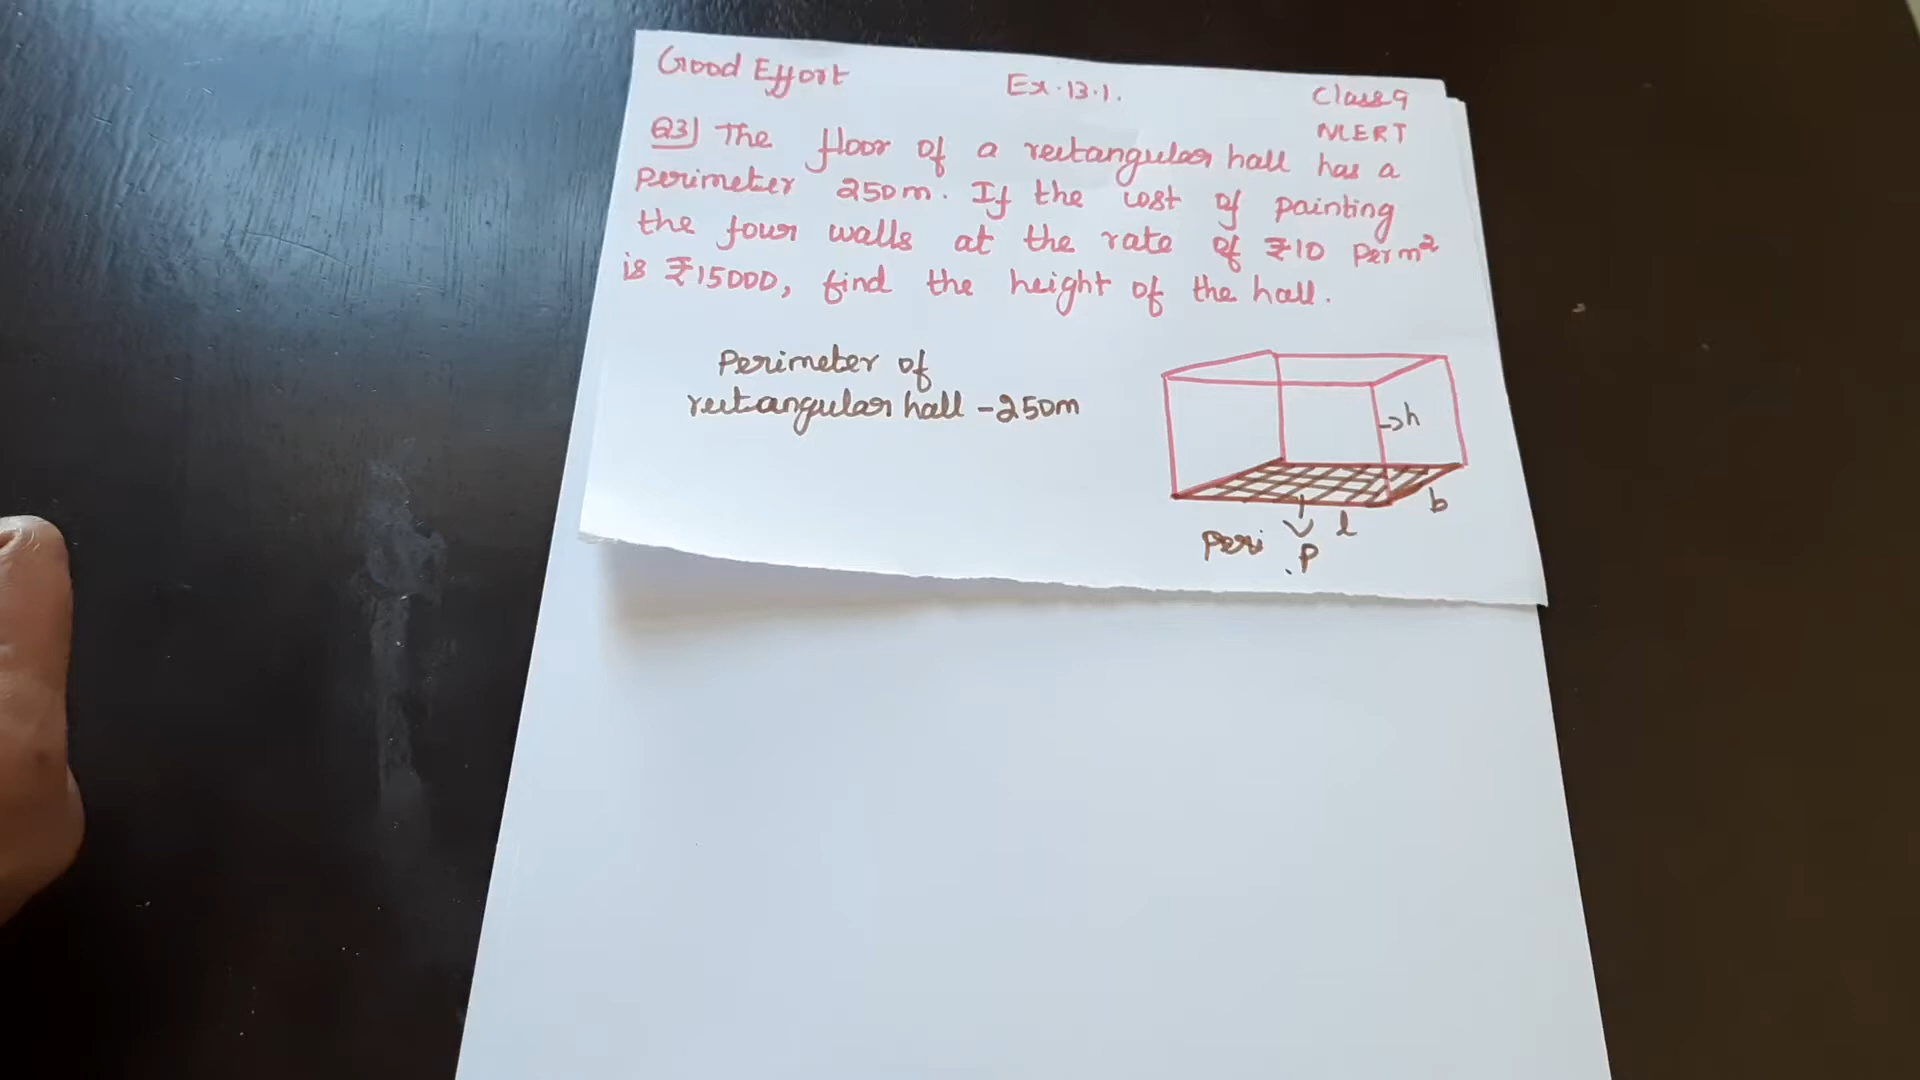 Good Effort
Ex.13.1.
Class 9
NCERT
Q3) The floor of a rectangular hall has a
perimeter 250m. If the cost of painting
the four walls at the rate of ₹10 per m²
is ₹15000, find the height of the hall.
Perimeter of
rectangular hall - 250m
h
b
l
Peri
P